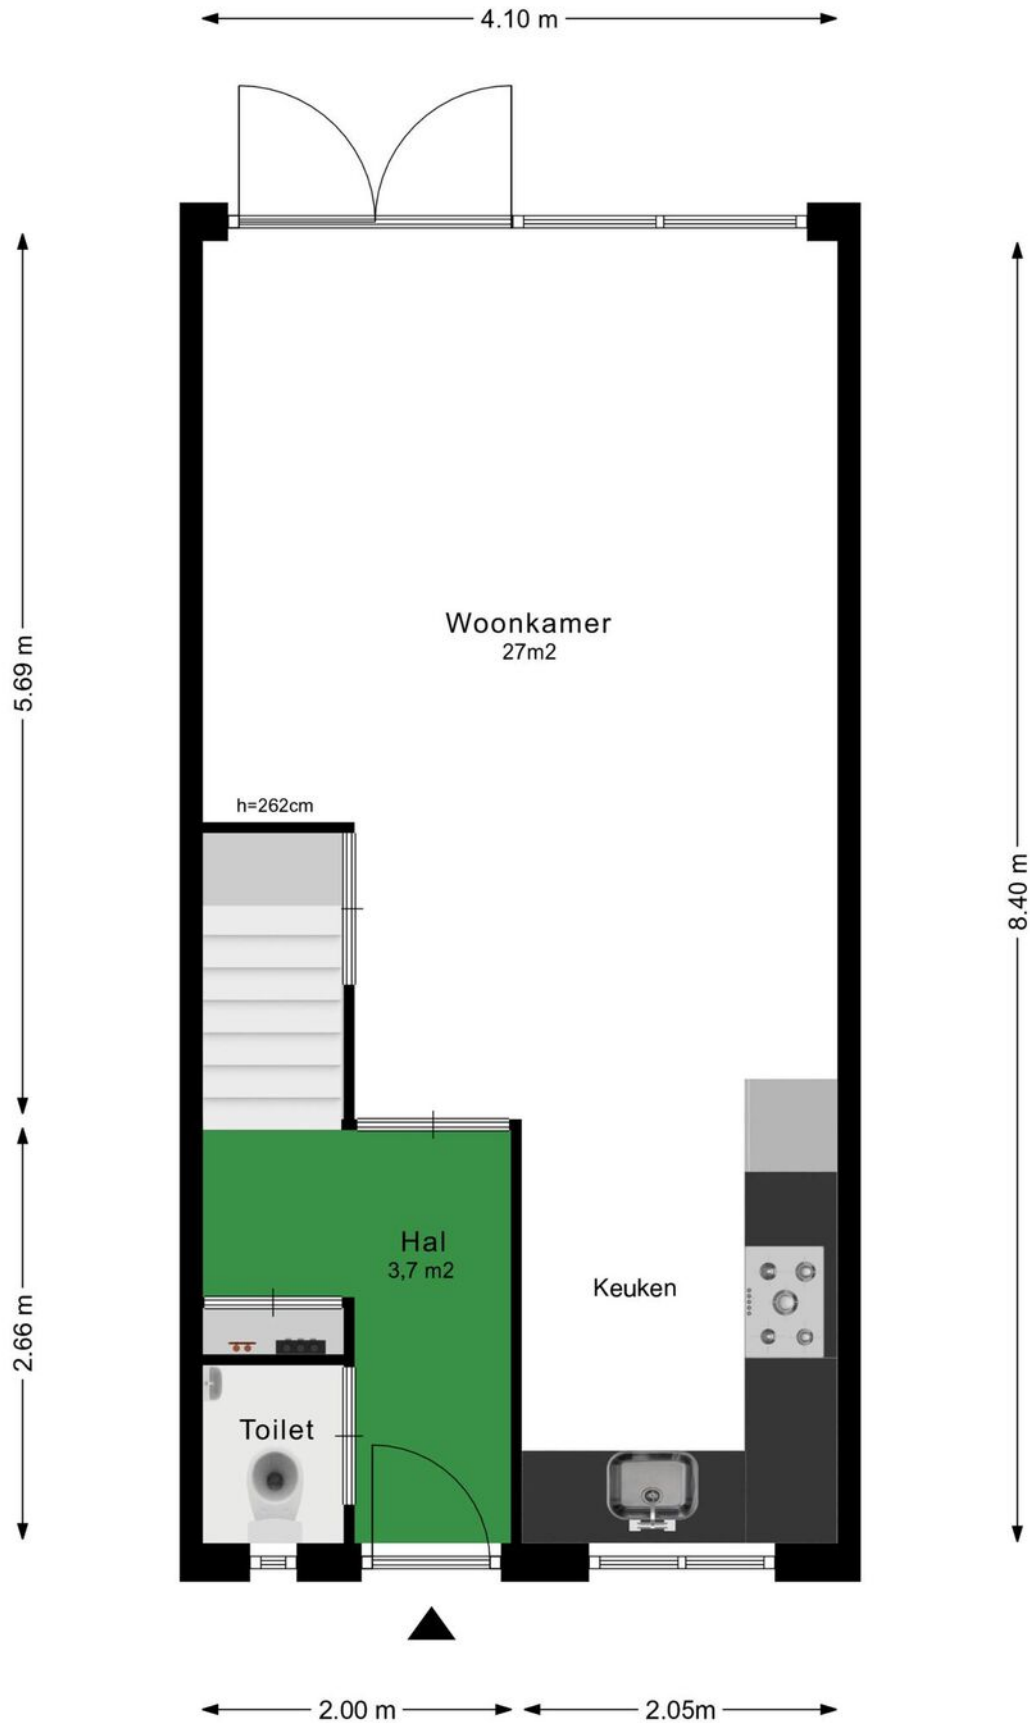 4.10 m
Woonkamer
27m2
5.69 m
h=262cm
8.40 m
Hal
3,7 m2
Keuken
2.66 m
Toilet
2.00 m
2.05m